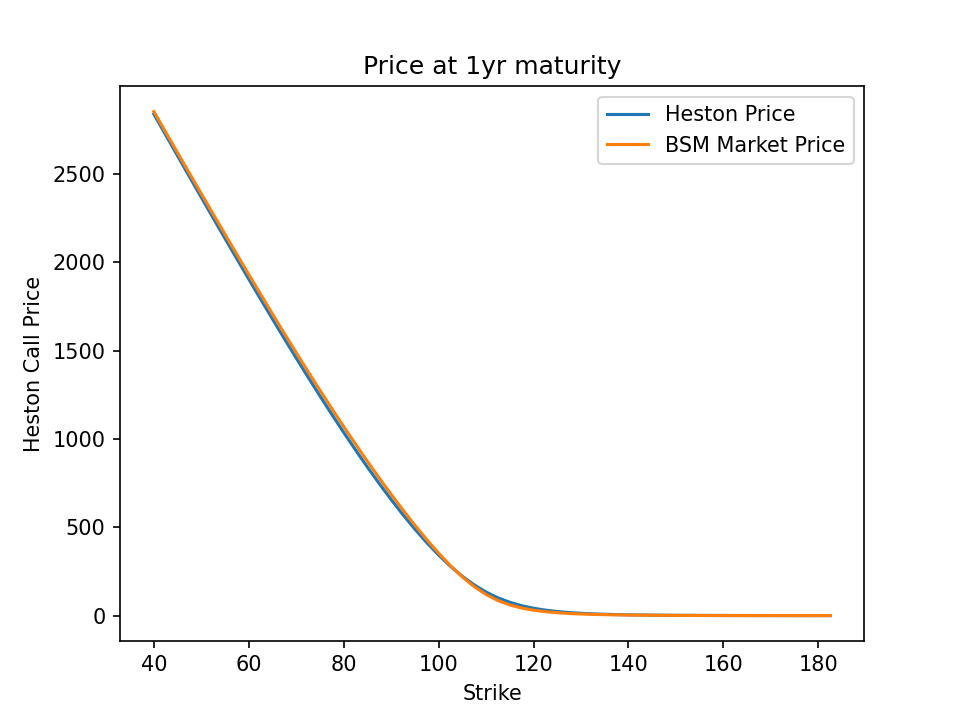 Price at 1yr maturity
Heston Price
BSM Market Price
Heston Call Price
2500
2000
1500
1000
500
0
40 60 80 100 120 140 160 180
Strike